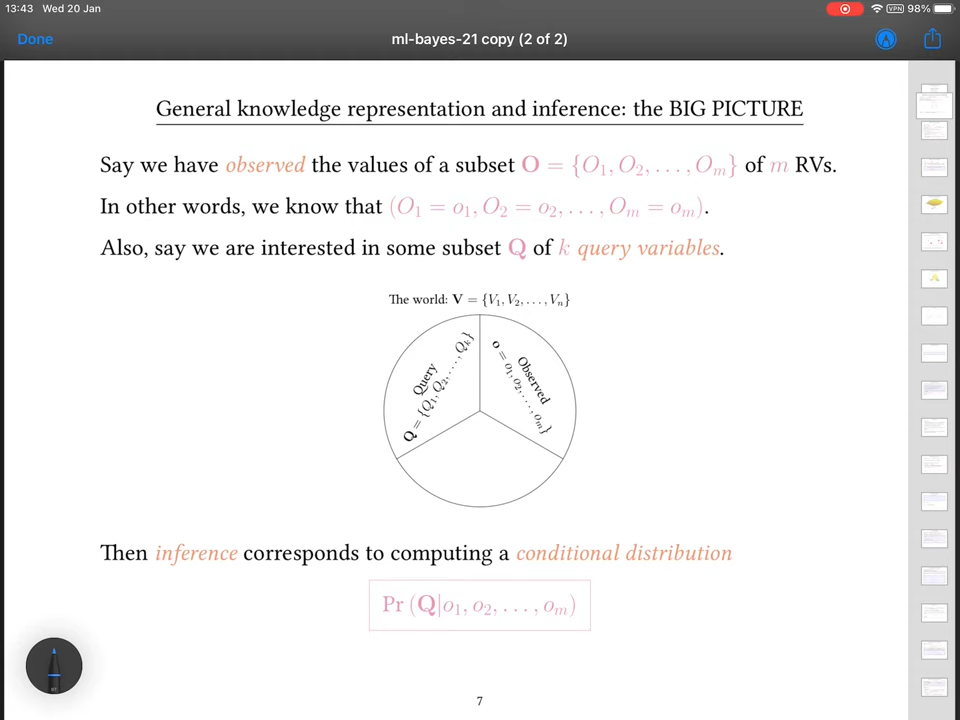 13:43 Wed 20 Jan
VPN 98%
Done
ml-bayes-21 copy (2 of 2)
General knowledge representation and inference: the BIG PICTURE
Say we have observed the values of a subset O = {O₁, O₂, . . . , Oₘ} of m RVs.
In other words, we know that (O₁ = o₁, O₂ = o₂, . . . , Oₘ = oₘ).
Also, say we are interested in some subset Q of k query variables.
The world: V = {V₁, V₂, . . . , Vₙ}
Query
Q = {Q₁, Q₂, . . . , Qₖ}
Observed
o = o₁, o₂, . . . , oₘ}
Then inference corresponds to computing a conditional distribution
Pr (Q|o₁, o₂, . . . , oₘ)
7